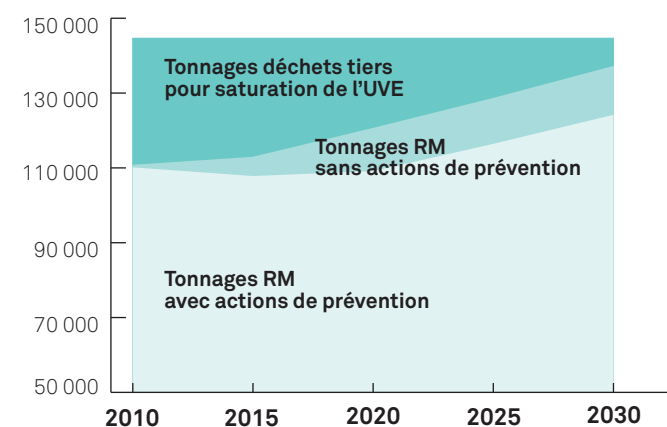 150 000
130 000
110 000
90 000
70 000
50 000
Tonnages déchets tiers
pour saturation de l'UVE
Tonnages RM
sans actions de prévention
Tonnages RM
avec actions de prévention
2010
2015
2020
2025
2030